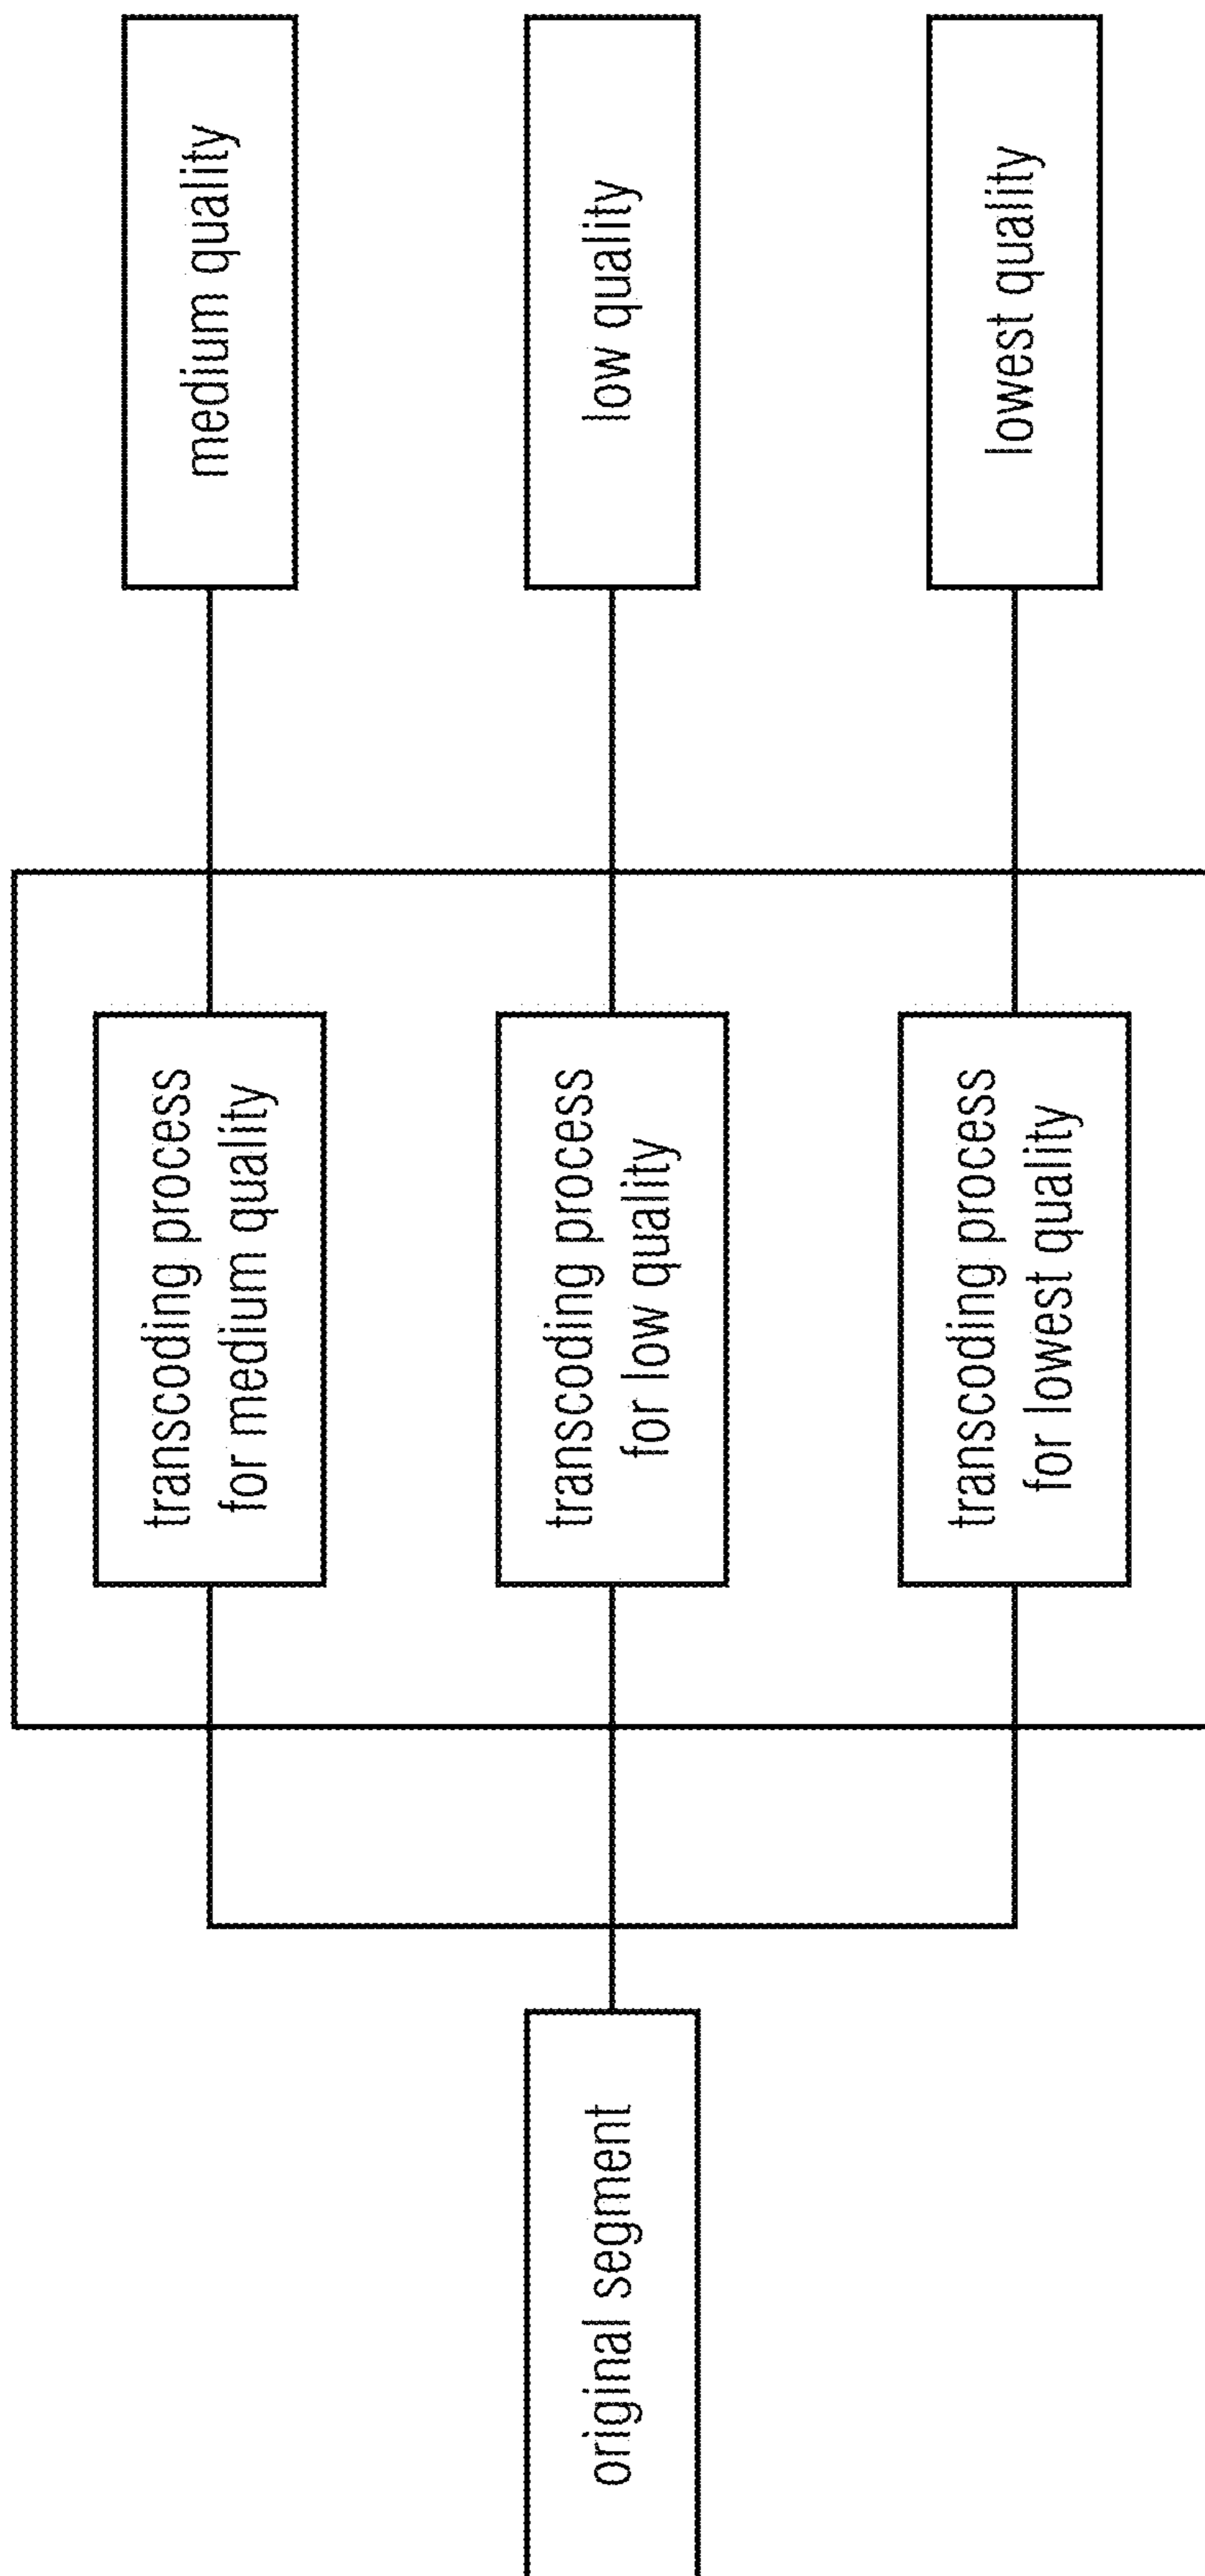 original segment
transcoding process
for medium quality
transcoding process
for low quality
transcoding process
for lowest quality
medium quality
low quality
lowest quality